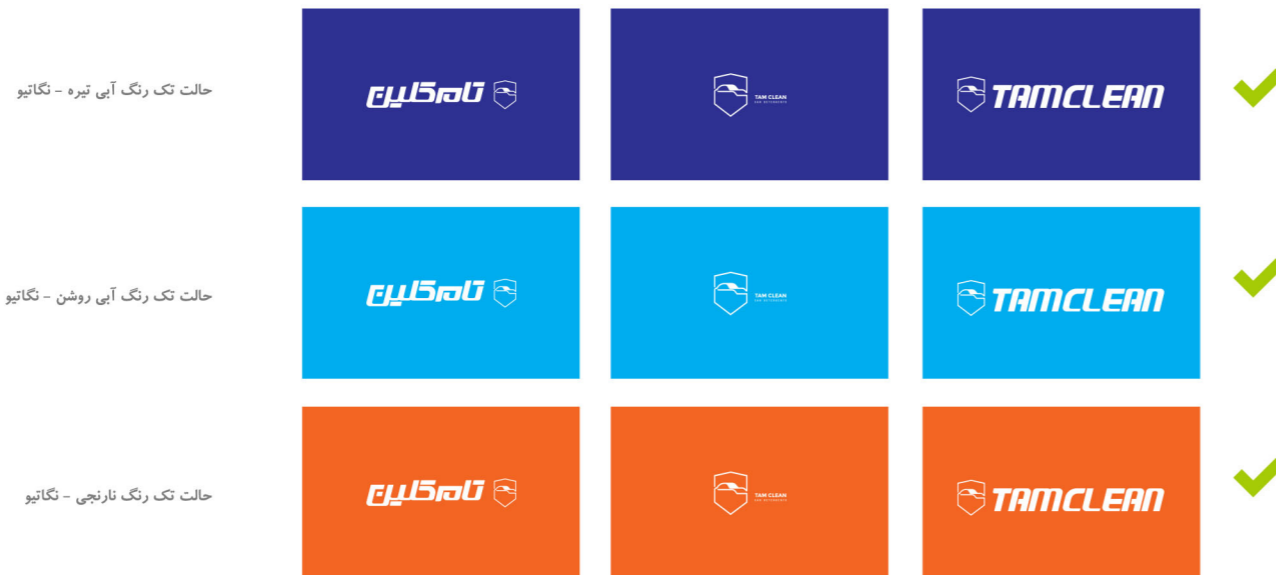 حالت تک رنگ آبی تیره - نگاتیو
تام کلین
TAM CLEAN
TAMCLEAN
حالت تک رنگ آبی روشن - نگاتیو
تام کلین
TAM CLEAN
TAMCLEAN
حالت تک رنگ نارنجی - نگاتیو
تام کلین
TAM CLEAN
TAMCLEAN